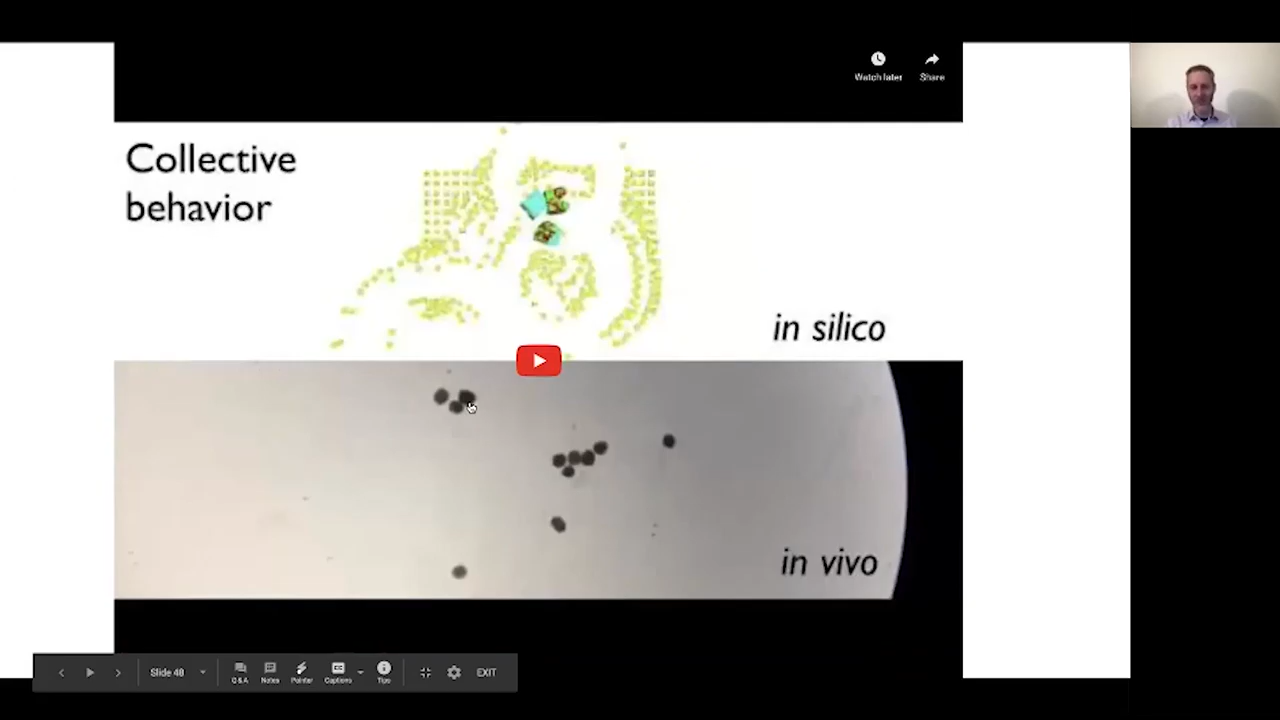 Watch later
Share
Collective
behavior
in silico
in vivo
Slide 48
Q&A
Notes
Pointer
Captions
Tips
EXIT